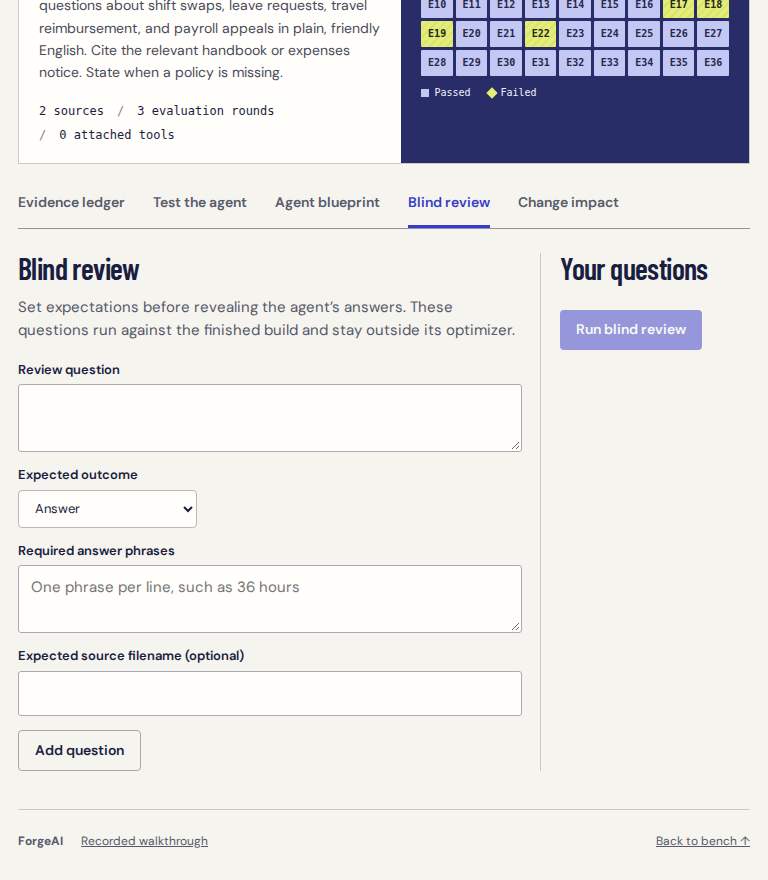 questions about shift swaps, leave requests, travel
reimbursement, and payroll appeals in plain, friendly
English. Cite the relevant handbook or expenses
notice. State when a policy is missing.
2 sources / 3 evaluation rounds
/ 0 attached tools
E10 E11 E12 E13 E14 E15 E16 E17 E18
E19 E20 E21 E22 E23 E24 E25 E26 E27
E28 E29 E30 E31 E32 E33 E34 E35 E36
Passed Failed
Evidence ledger Test the agent Agent blueprint Blind review Change impact
Blind review
Set expectations before revealing the agent’s answers. These
questions run against the finished build and stay outside its optimizer.
Review question
Expected outcome
Answer
Required answer phrases
One phrase per line, such as 36 hours
Expected source filename (optional)
Add question
Your questions
Run blind review
ForgeAI Recorded walkthrough Back to bench ↑